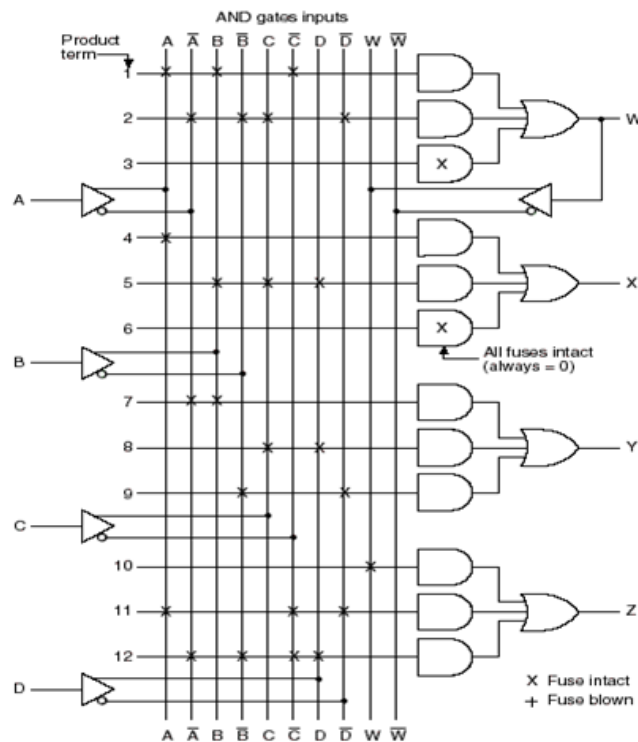 AND gates inputs
Product
term
A A̅ B B̅ C C̅ D D̅ W W̅
1
2
W
3
A
4
5
X
6
All fuses intact
(always = 0)
B
7
8
Y
9
C
10
11
Z
12
X Fuse intact
+ Fuse blown
D
A A̅ B B̅ C C̅ D D̅ W W̅